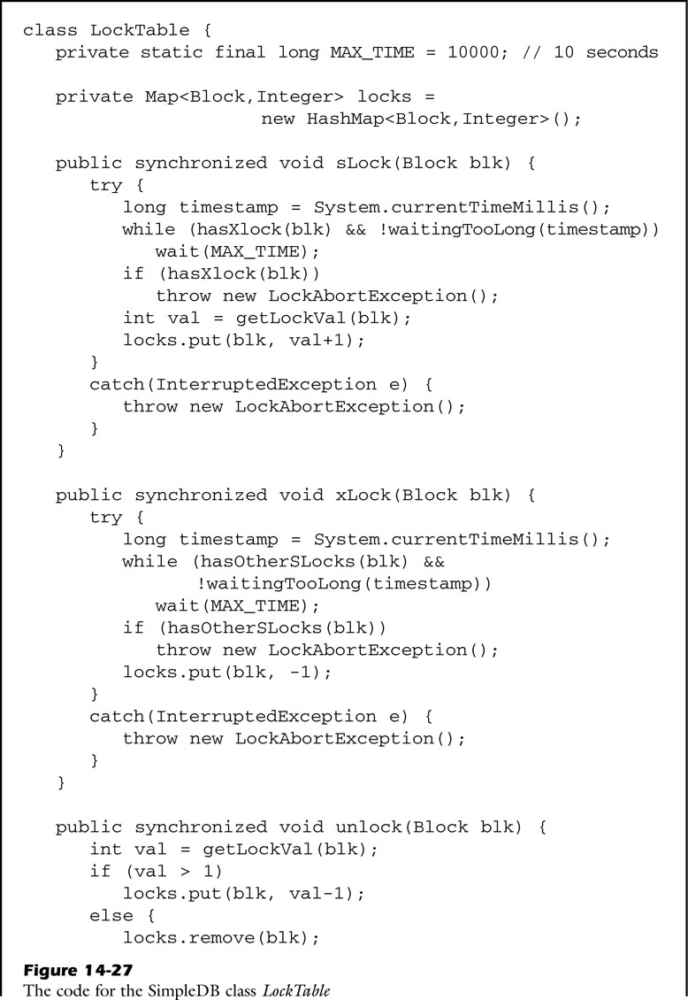 class LockTable {
   private static final long MAX_TIME = 10000; // 10 seconds

   private Map<Block,Integer> locks =
                     new HashMap<Block,Integer>();

   public synchronized void sLock(Block blk) {
      try {
         long timestamp = System.currentTimeMillis();
         while (hasXlock(blk) && !waitingTooLong(timestamp))
            wait(MAX_TIME);
         if (hasXlock(blk))
            throw new LockAbortException();
         int val = getLockVal(blk);
         locks.put(blk, val+1);
      }
      catch(InterruptedException e) {
         throw new LockAbortException();
      }
   }

   public synchronized void xLock(Block blk) {
      try {
         long timestamp = System.currentTimeMillis();
         while (hasOtherSLocks(blk) &&
                !waitingTooLong(timestamp))
            wait(MAX_TIME);
         if (hasOtherSLocks(blk))
            throw new LockAbortException();
         locks.put(blk, -1);
      }
      catch(InterruptedException e) {
         throw new LockAbortException();
      }
   }

   public synchronized void unlock(Block blk) {
      int val = getLockVal(blk);
      if (val > 1)
         locks.put(blk, val-1);
      else {
         locks.remove(blk);
Figure 14-27
The code for the SimpleDB class LockTable